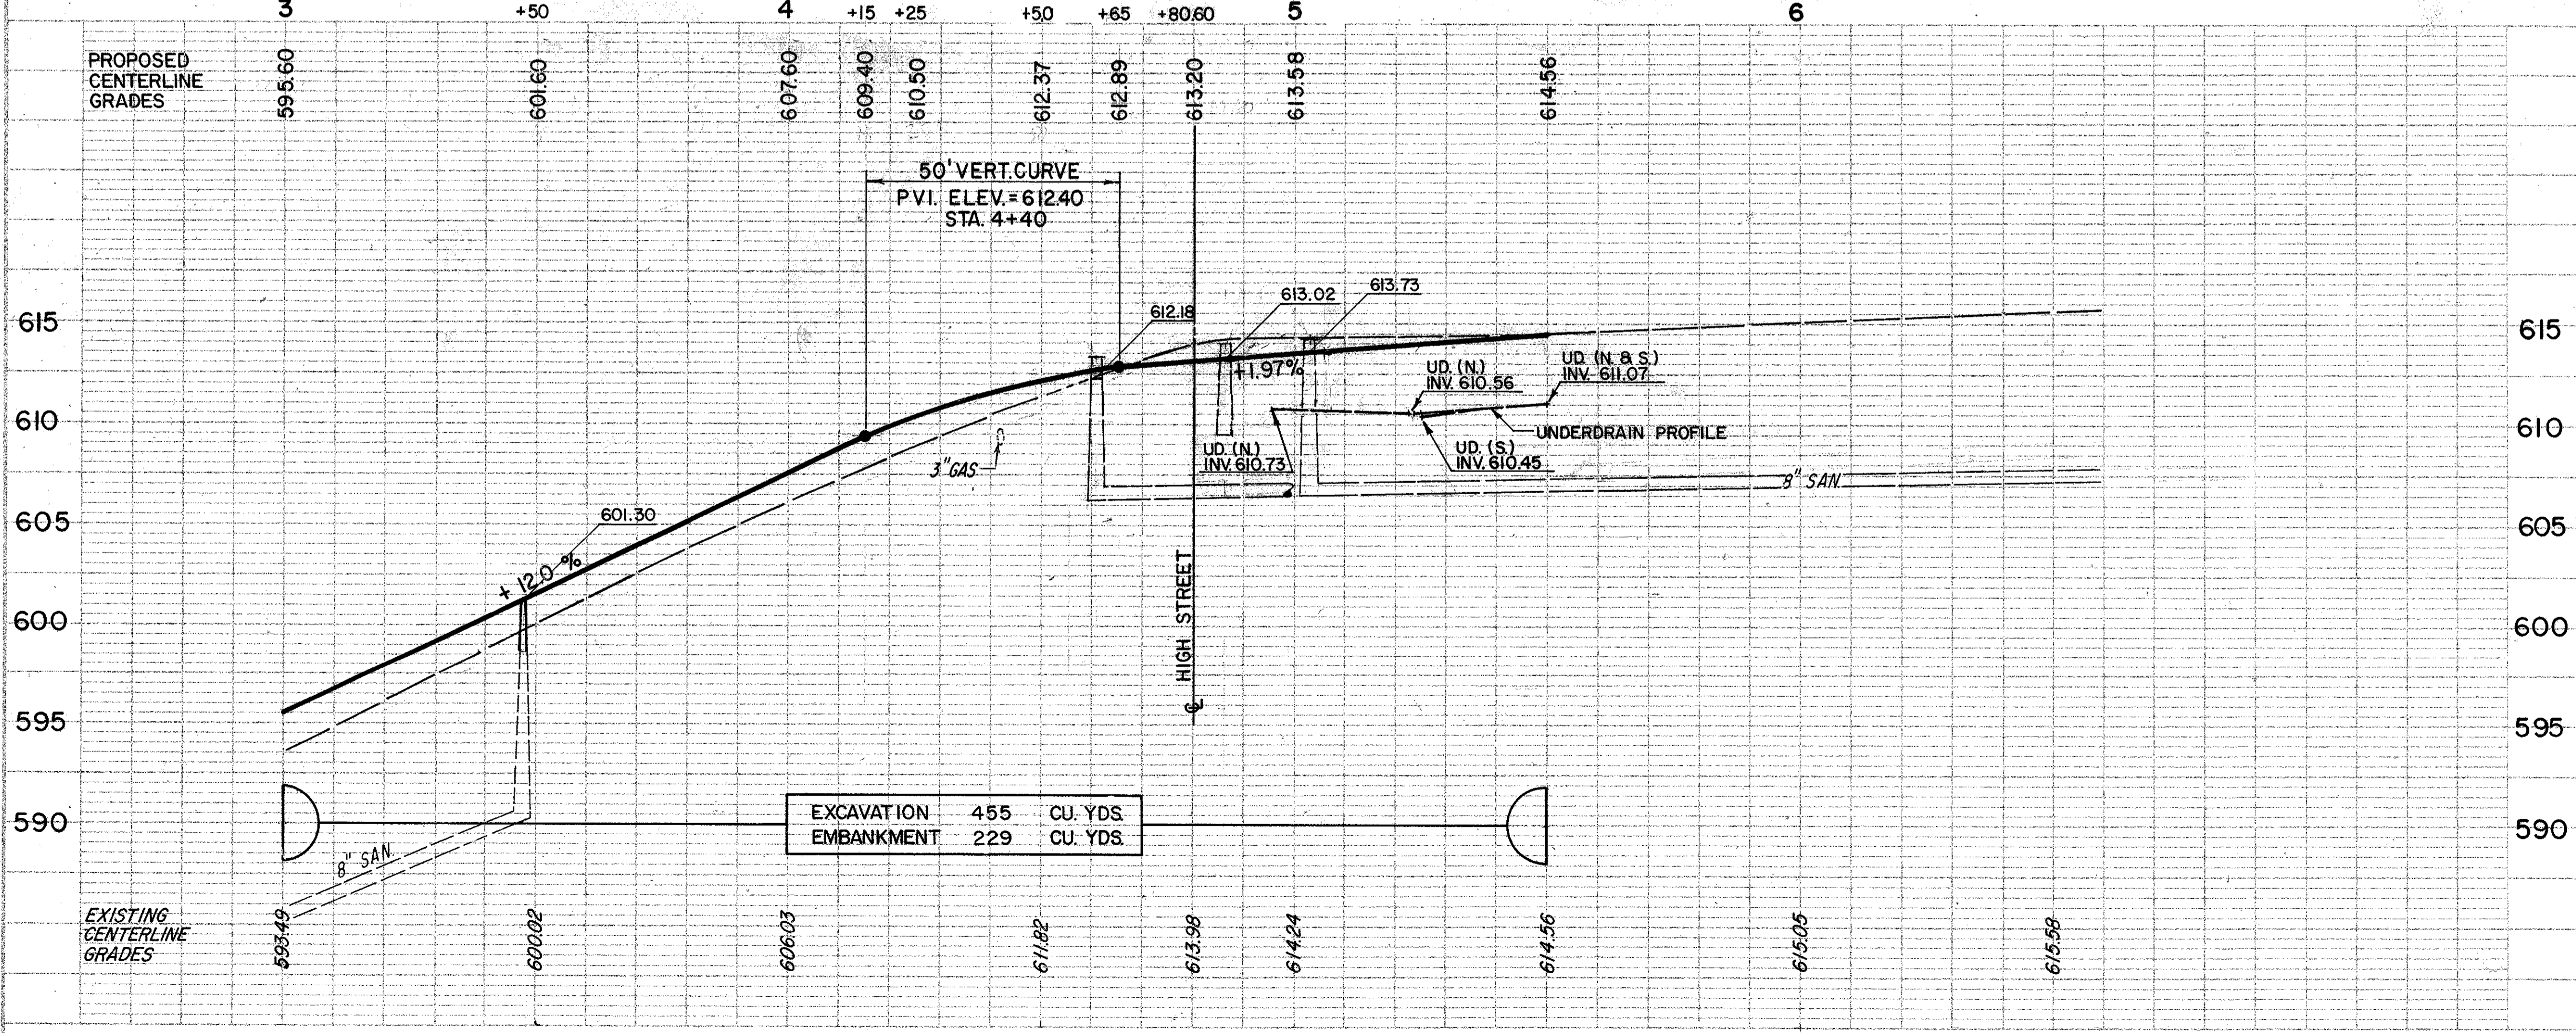 3 +50 4 +15 +25 +50 +65 +80.60 5 6
PROPOSED
CENTERLINE
GRADES
595.60 601.60 607.60 609.40 610.50 612.37 612.89 613.20 613.58 614.56
50' VERT. CURVE
P.V.I. ELEV. = 612.40
STA. 4+40
612.18
613.02
613.73
+1.97%
615
615
UD. (N.)
INV. 610.56
UD. (N. & S.)
INV. 611.07
610
610
UNDERDRAIN PROFILE
UD. (N.)
INV. 610.73
UD. (S.)
INV. 610.45
3" GAS
8" SAN.
605
605
601.30
+ 12.0 %
600
600
℄ HIGH STREET
595
595
590
590
EXCAVATION 455 CU. YDS.
EMBANKMENT 229 CU. YDS.
8" SAN.
EXISTING
CENTERLINE
GRADES
593.49 600.02 606.03 611.82 613.98 614.24 614.56 615.05 615.58